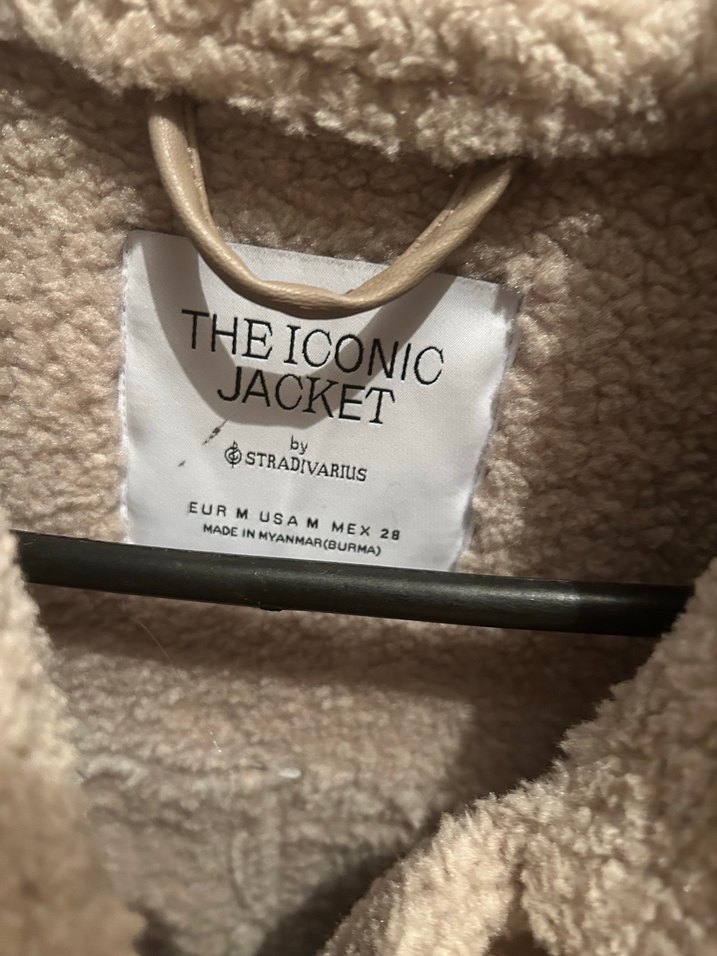 THE ICONIC
JACKET
by
STRADIVARIUS
EUR M USA M MEX 28
MADE IN MYANMAR(BURMA)